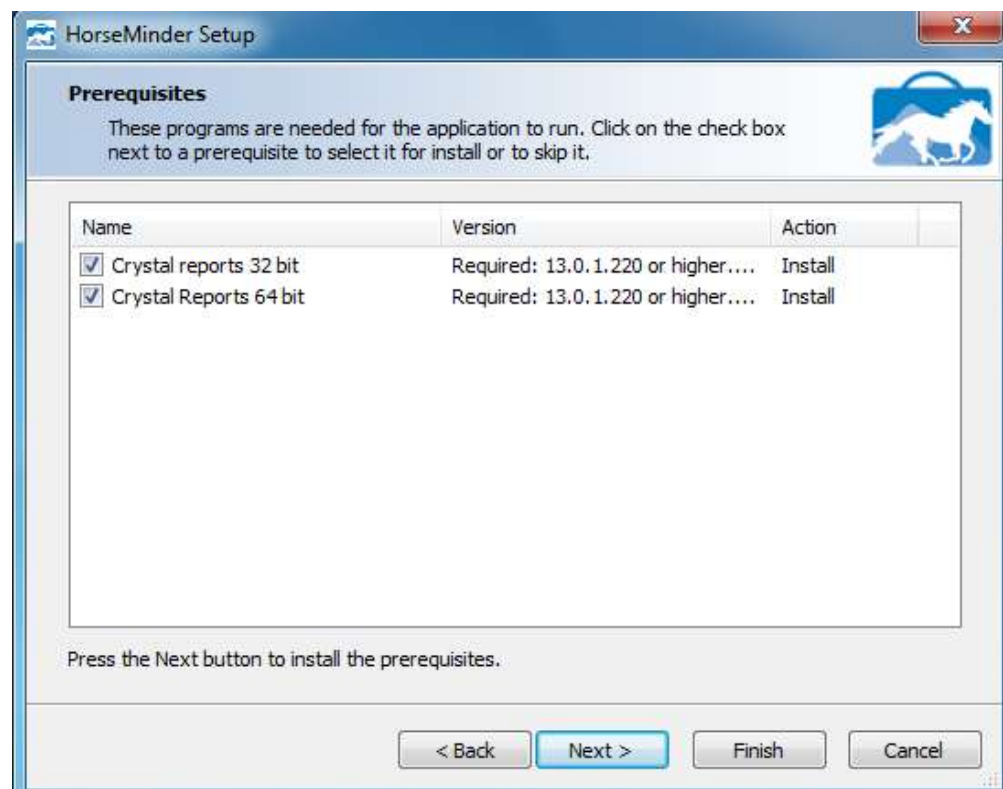 HorseMinder Setup
Prerequisites
These programs are needed for the application to run. Click on the check box
next to a prerequisite to select it for install or to skip it.
Name Version Action
Crystal reports 32 bit Required: 13.0.1.220 or higher.... Install
Crystal Reports 64 bit Required: 13.0.1.220 or higher.... Install
Press the Next button to install the prerequisites.
< Back Next > Finish Cancel